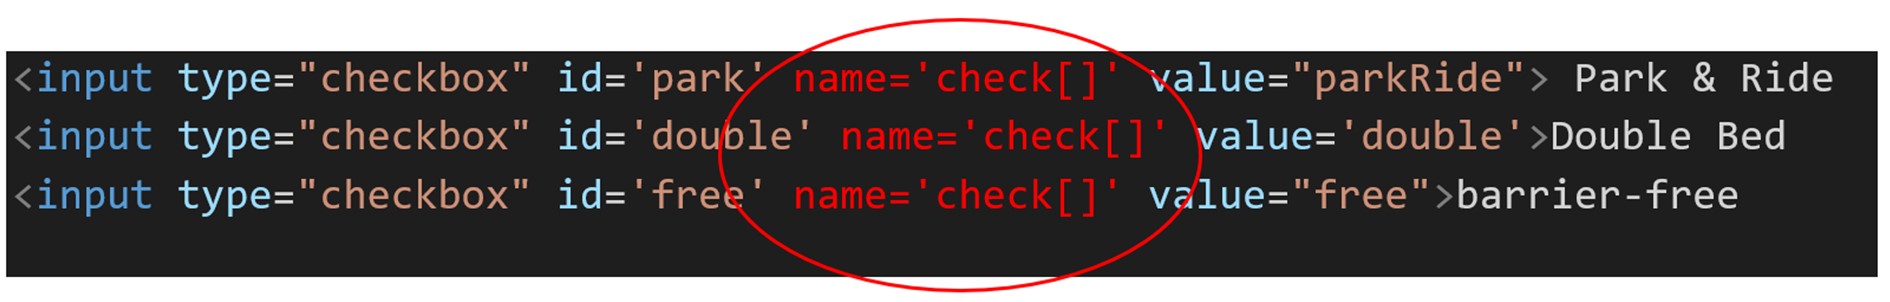 <input type="checkbox" id='park' name='check[]' value="parkRide"> Park & Ride
<input type="checkbox" id='double' name='check[]' value='double'>Double Bed
<input type="checkbox" id='free' name='check[]' value="free">barrier-free